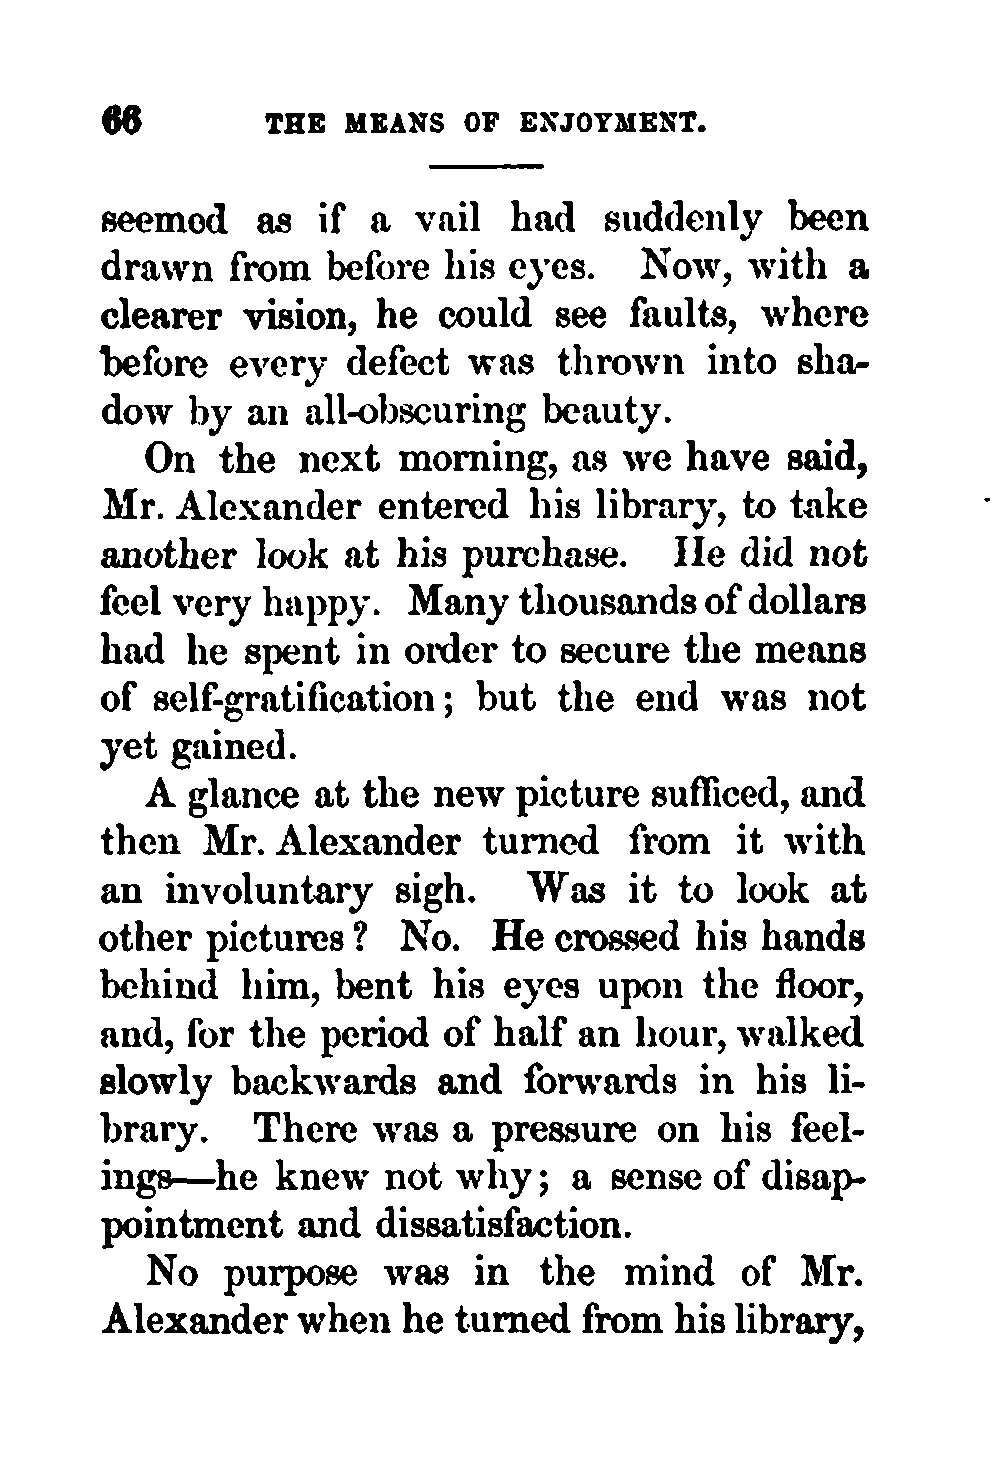 66 THE MEANS OF ENJOYMENT.
seemed as if a vail had suddenly been
drawn from before his eyes. Now, with a
clearer vision, he could see faults, where
before every defect was thrown into sha-
dow by an all-obscuring beauty.
On the next morning, as we have said,
Mr. Alexander entered his library, to take
another look at his purchase. He did not
feel very happy. Many thousands of dollars
had he spent in order to secure the means
of self-gratification; but the end was not
yet gained.
A glance at the new picture sufficed, and
then Mr. Alexander turned from it with
an involuntary sigh. Was it to look at
other pictures? No. He crossed his hands
behind him, bent his eyes upon the floor,
and, for the period of half an hour, walked
slowly backwards and forwards in his li-
brary. There was a pressure on his feel-
ings—he knew not why; a sense of disap-
pointment and dissatisfaction.
No purpose was in the mind of Mr.
Alexander when he turned from his library,